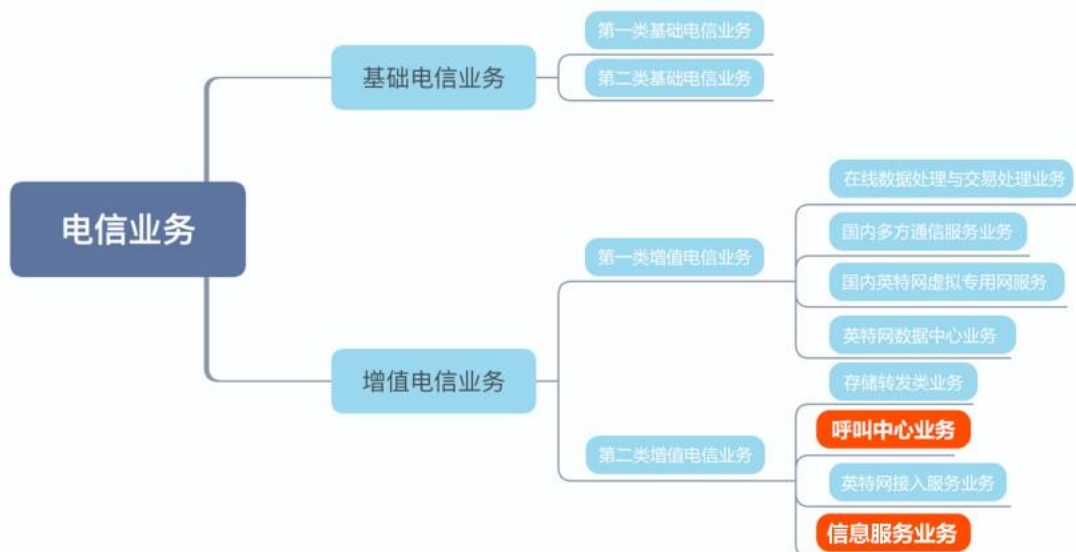 电信业务
基础电信业务
第一类基础电信业务
第二类基础电信业务
增值电信业务
第一类增值电信业务
在线数据处理与交易处理业务
国内多方通信服务业务
国内英特网虚拟专用网服务
英特网数据中心业务
第二类增值电信业务
存储转发类业务
呼叫中心业务
英特网接入服务业务
信息服务业务